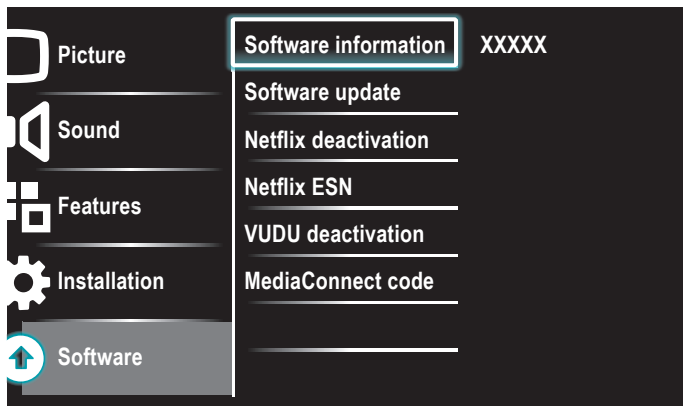 Picture
Sound
Features
Installation
Software
Software information
XXXXX
Software update
Netflix deactivation
Netflix ESN
VUDU deactivation
MediaConnect code